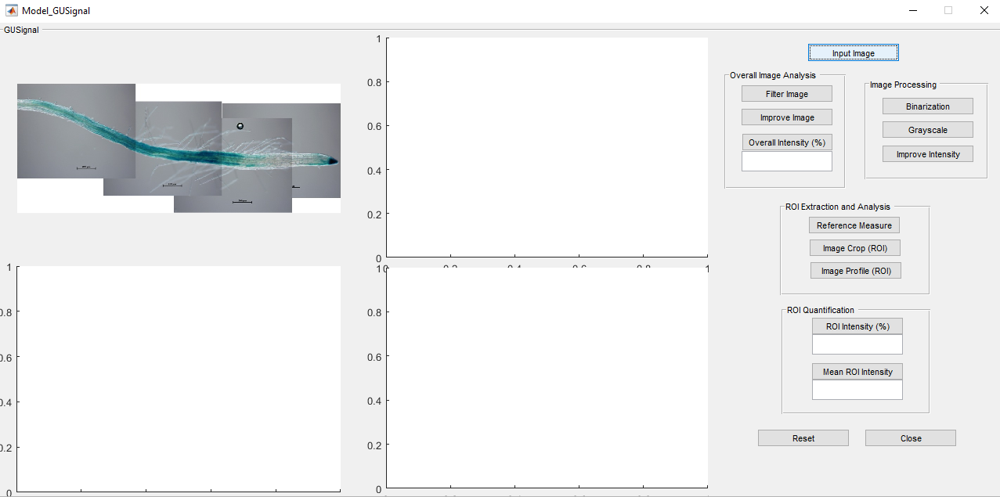 Model_GUSignal
GUSignal
1
0.8
0.6
0.4
0.2
0
Input Image
Overall Image Analysis
Filter Image
Improve Image
Overall Intensity (%)
Image Processing
Binarization
Grayscale
Improve Intensity
ROI Extraction and Analysis
Reference Measure
Image Crop (ROI)
Image Profile (ROI)
1
0.8
0.6
0.4
0.2
0
0.8
0.6
0.4
0.2
0
ROI Quantification
ROI Intensity (%)
Mean ROI Intensity
Reset
Close